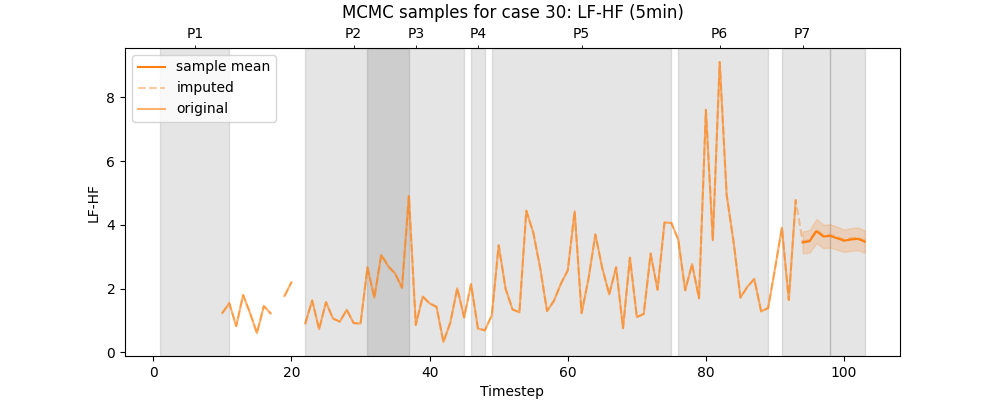 MCMC samples for case 30: LF-HF (5min)
P1 P2 P3 P4 P5 P6 P7
sample mean
imputed
original
8
6
4
2
0
LF-HF
0 20 40 60 80 100
Timestep